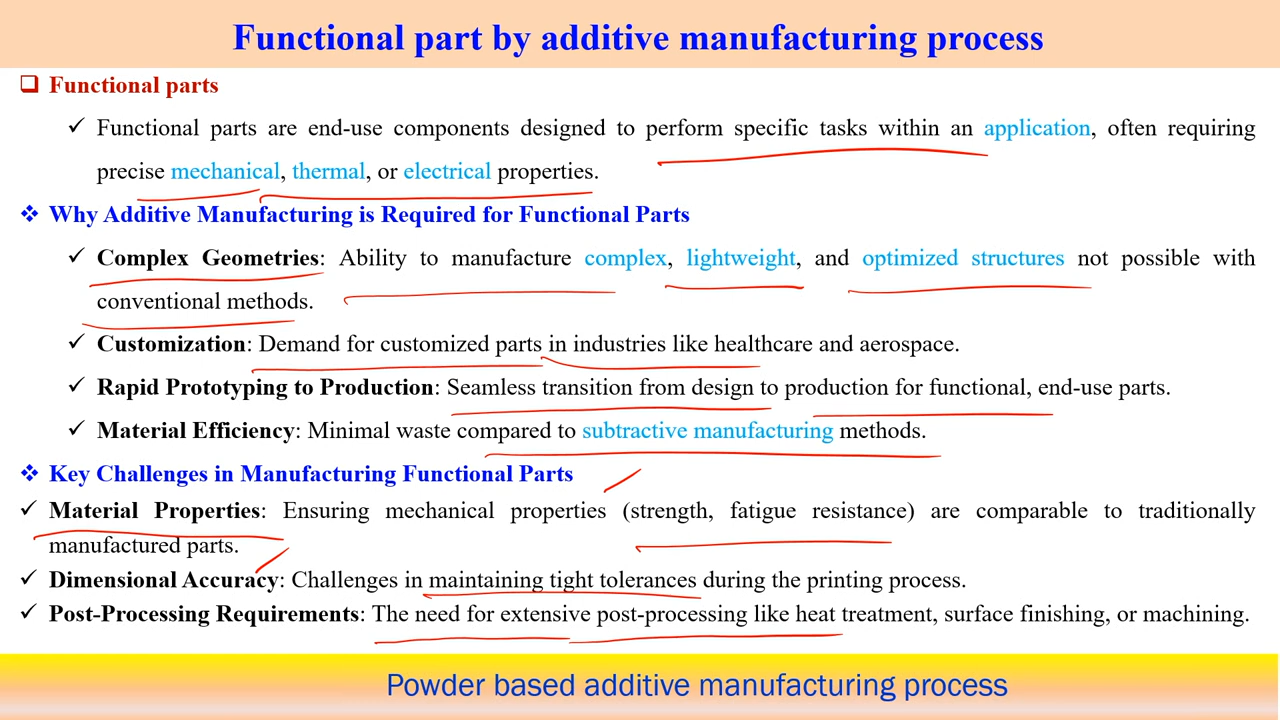 Functional part by additive manufacturing process
Functional parts
Functional parts are end-use components designed to perform specific tasks within an application, often requiring
precise mechanical, thermal, or electrical properties.
Why Additive Manufacturing is Required for Functional Parts
Complex Geometries: Ability to manufacture complex, lightweight, and optimized structures not possible with
conventional methods.
Customization: Demand for customized parts in industries like healthcare and aerospace.
Rapid Prototyping to Production: Seamless transition from design to production for functional, end-use parts.
Material Efficiency: Minimal waste compared to subtractive manufacturing methods.
Key Challenges in Manufacturing Functional Parts
Material Properties: Ensuring mechanical properties (strength, fatigue resistance) are comparable to traditionally
manufactured parts.
Dimensional Accuracy: Challenges in maintaining tight tolerances during the printing process.
Post-Processing Requirements: The need for extensive post-processing like heat treatment, surface finishing, or machining.
Powder based additive manufacturing process